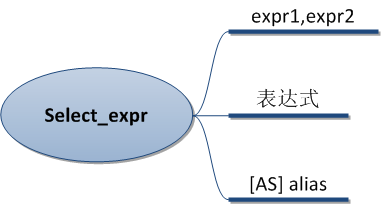 expr1,expr2
Select_expr
表达式
[AS] alias